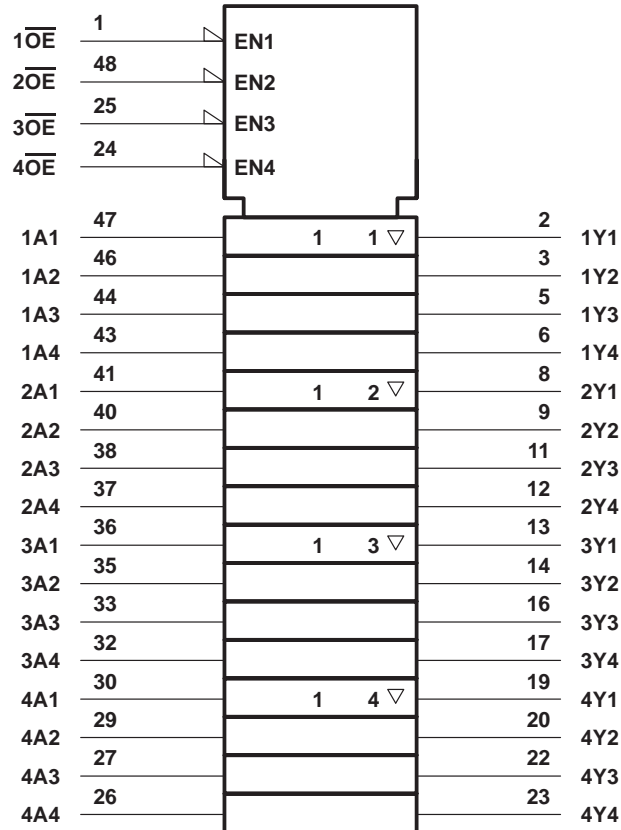 1O̅E̅ 1 EN1
2O̅E̅ 48 EN2
3O̅E̅ 25 EN3
4O̅E̅ 24 EN4
1A1 47 1 1 ▽ 2 1Y1
1A2 46 3 1Y2
1A3 44 5 1Y3
1A4 43 6 1Y4
2A1 41 1 2 ▽ 8 2Y1
2A2 40 9 2Y2
2A3 38 11 2Y3
2A4 37 12 2Y4
3A1 36 1 3 ▽ 13 3Y1
3A2 35 14 3Y2
3A3 33 16 3Y3
3A4 32 17 3Y4
4A1 30 1 4 ▽ 19 4Y1
4A2 29 20 4Y2
4A3 27 22 4Y3
4A4 26 23 4Y4